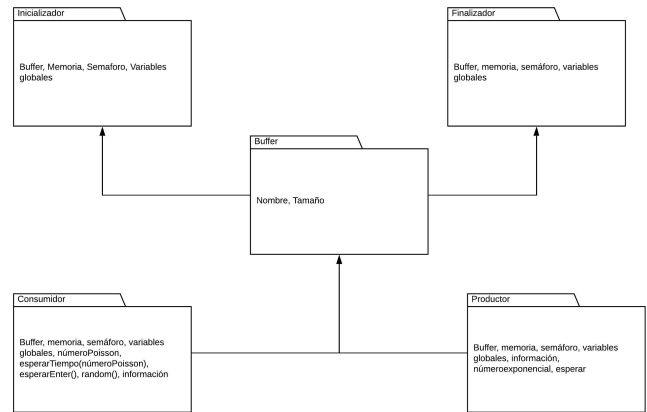 Inicializador
Buffer, Memoria, Semaforo, Variables
globales
Finalizador
Buffer, memoria, semáforo, variables
globales
Buffer
Nombre, Tamaño
Consumidor
Buffer, memoria, semáforo, variables
globales, númeroPoisson,
esperarTiempo(númeroPoisson),
esperarEnter(), random(), información
Productor
Buffer, memoria, semáforo, variables
globales, información,
númeroexponencial, esperar